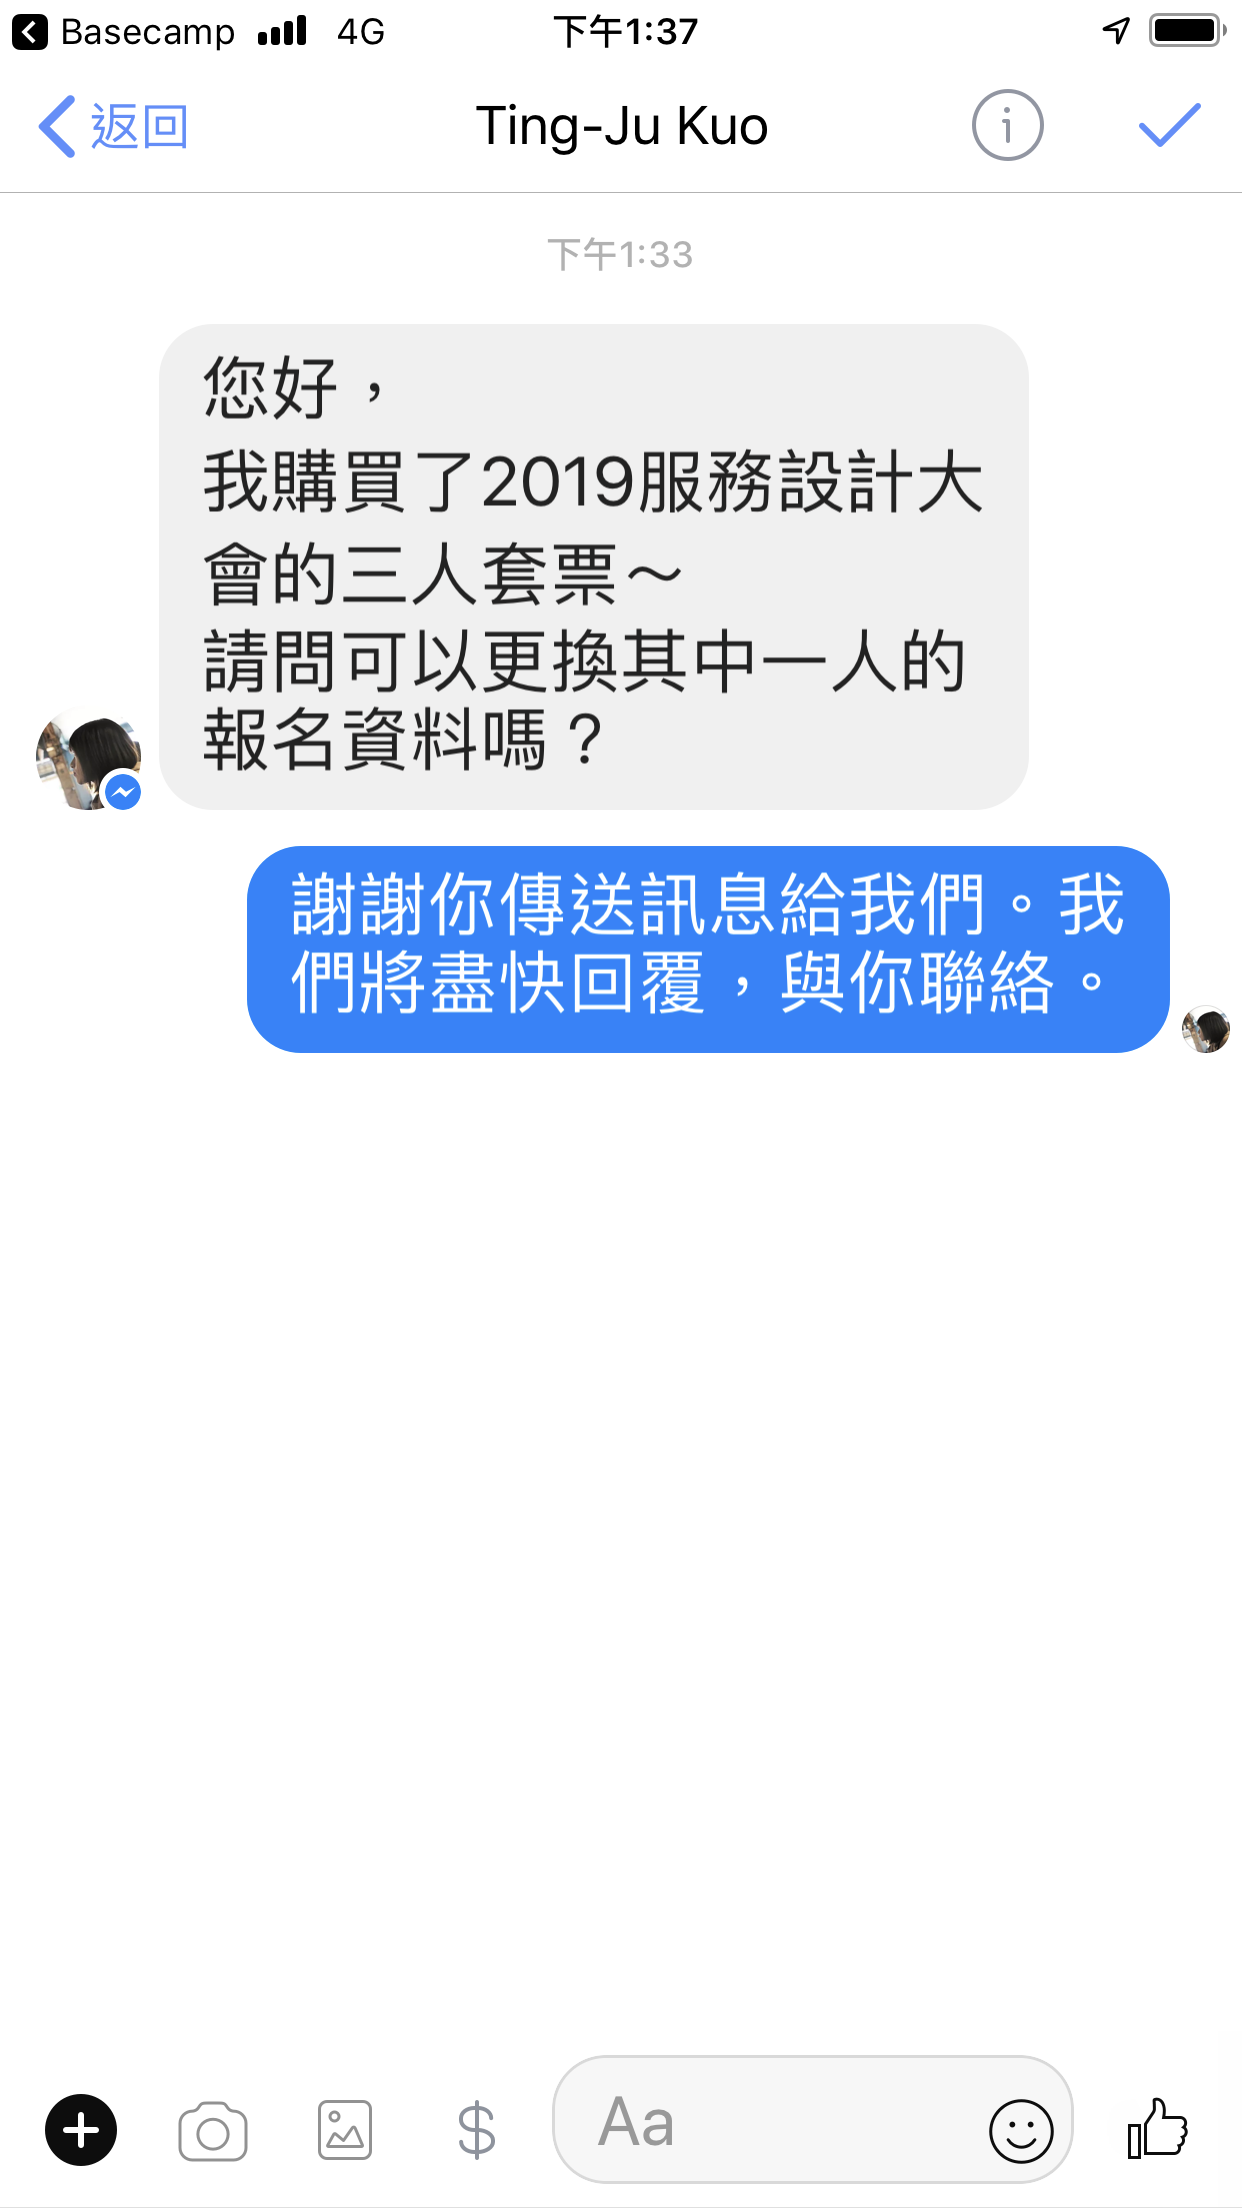 Basecamp 4G 下午1:37
返回 Ting-Ju Kuo
下午1:33
您好，
我購買了2019服務設計大
會的三人套票～
請問可以更換其中一人的
報名資料嗎？
謝謝你傳送訊息給我們。我
們將盡快回覆，與你聯絡。
$ Aa